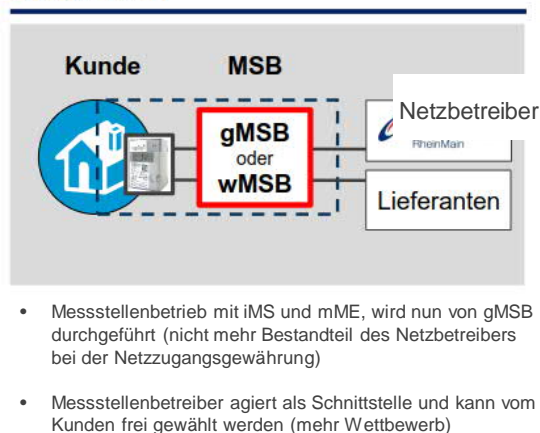 Kunde MSB
gMSB
oder
wMSB
Netzbetreiber
RheinMain
Lieferanten
• Messstellenbetrieb mit iMS und mME, wird nun von gMSB
durchgeführt (nicht mehr Bestandteil des Netzbetreibers
bei der Netzzugangsgewährung)
• Messstellenbetreiber agiert als Schnittstelle und kann vom
Kunden frei gewählt werden (mehr Wettbewerb)